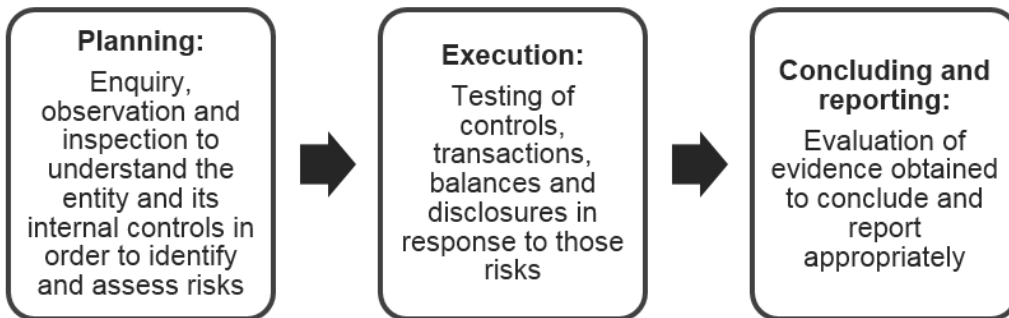 Planning:
Enquiry,
observation and
inspection to
understand the
entity and its
internal controls in
order to identify
and assess risks
Execution:
Testing of
controls,
transactions,
balances and
disclosures in
response to those
risks
Concluding and
reporting:
Evaluation of
evidence obtained
to conclude and
report
appropriately